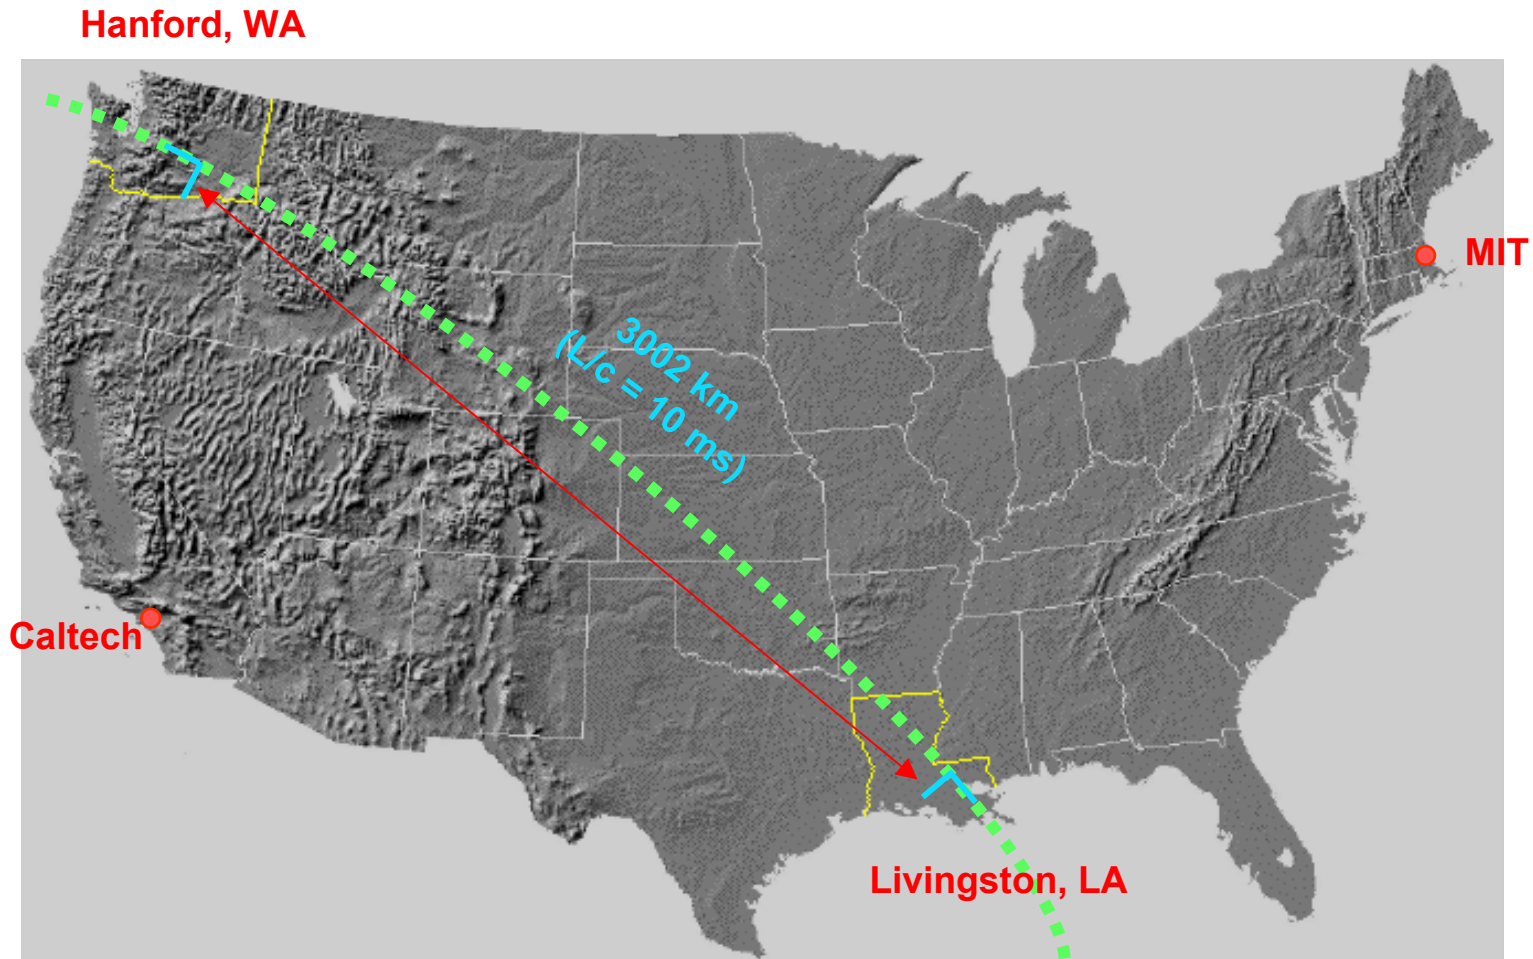 Hanford, WA
MIT
3002 km
(L/c = 10 ms)
Caltech
Livingston, LA